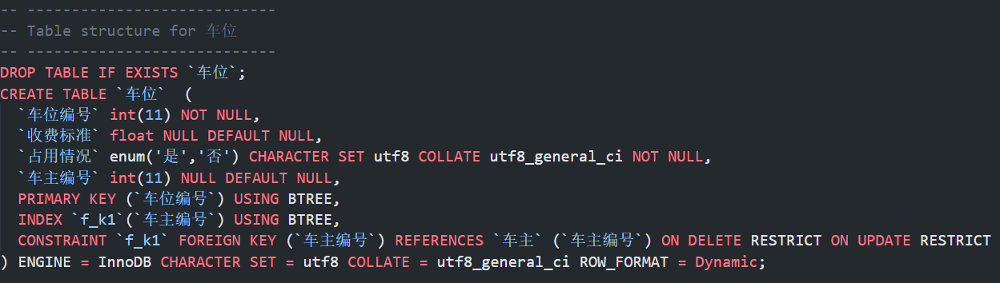 -- ----------------------------
-- Table structure for 车位
-- ----------------------------
DROP TABLE IF EXISTS `车位`;
CREATE TABLE `车位`  (
  `车位编号` int(11) NOT NULL,
  `收费标准` float NULL DEFAULT NULL,
  `占用情况` enum('是','否') CHARACTER SET utf8 COLLATE utf8_general_ci NOT NULL,
  `车主编号` int(11) NULL DEFAULT NULL,
  PRIMARY KEY (`车位编号`) USING BTREE,
  INDEX `f_k1`(`车主编号`) USING BTREE,
  CONSTRAINT `f_k1` FOREIGN KEY (`车主编号`) REFERENCES `车主` (`车主编号`) ON DELETE RESTRICT ON UPDATE RESTRICT
) ENGINE = InnoDB CHARACTER SET = utf8 COLLATE = utf8_general_ci ROW_FORMAT = Dynamic;